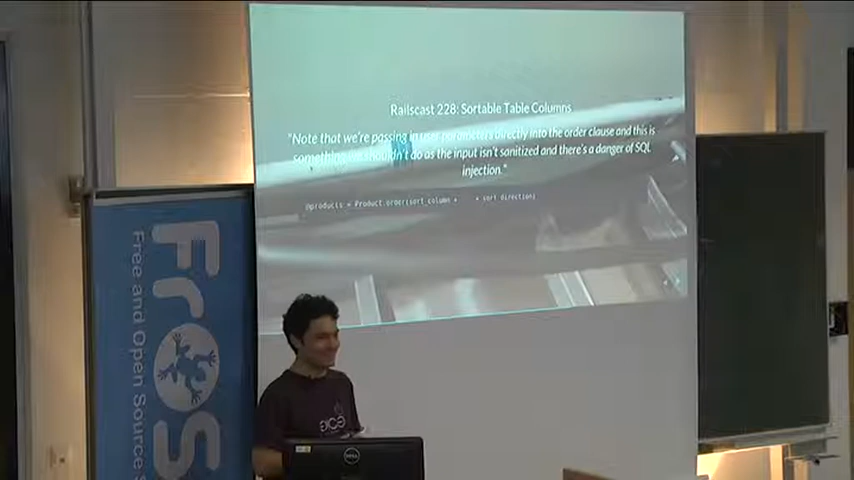 Railscast 228: Sortable Table Columns
"Note that we're passing in user parameters directly into the order clause and this is
something we shouldn't do as the input isn't sanitized and there's a danger of SQL
injection."
@products = Product.order(sort_column + " " + sort_direction)
FrOS
Free and Open Source S
DELL